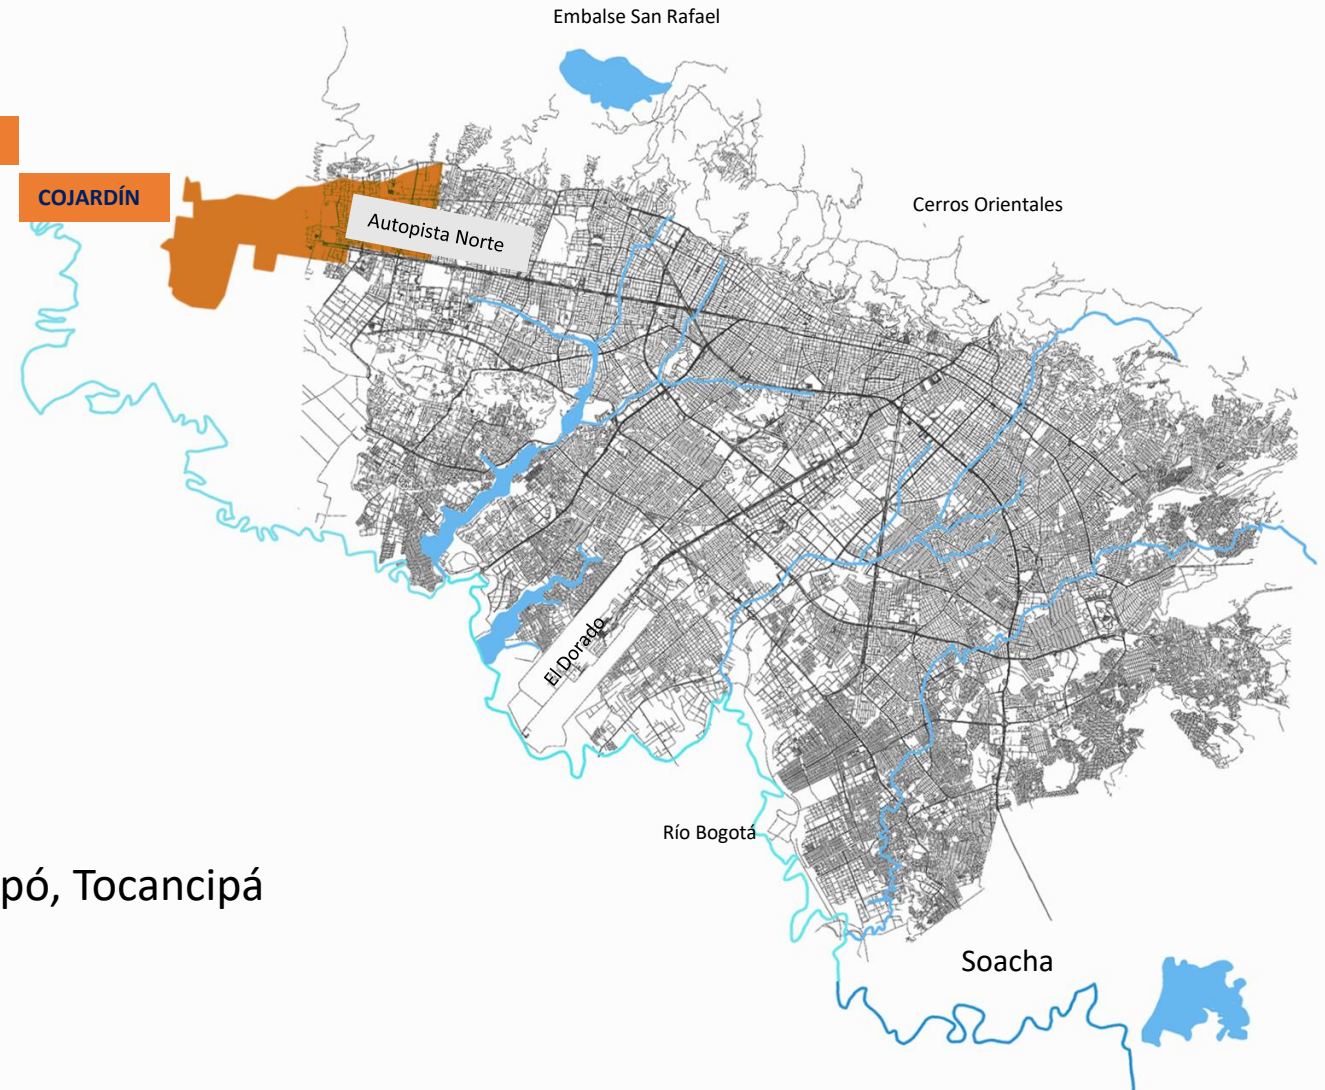 Embalse San Rafael
COJARDÍN
Cerros Orientales
Autopista Norte
El Dorado
Río Bogotá
pó, Tocancipá
Soacha